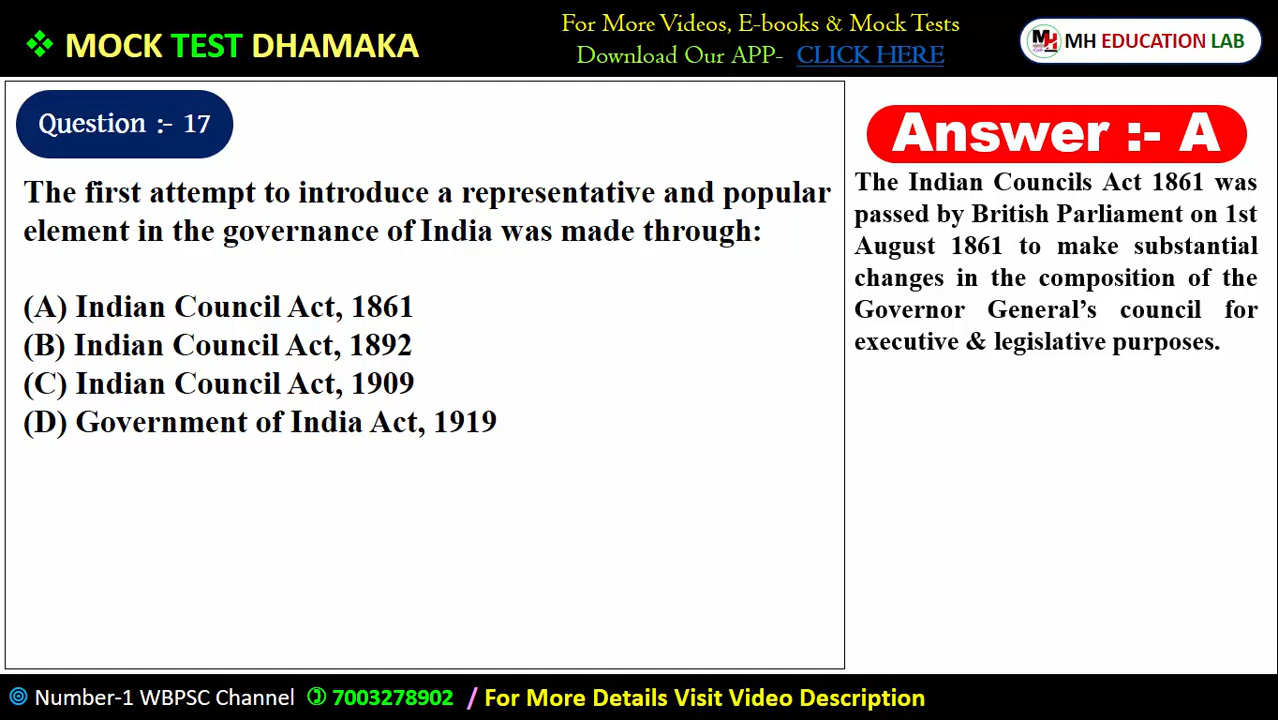 MOCK TEST DHAMAKA
For More Videos, E-books & Mock Tests
Download Our APP- CLICK HERE
MH EDUCATION LAB
Question :- 17
The first attempt to introduce a representative and popular
element in the governance of India was made through:
(A) Indian Council Act, 1861
(B) Indian Council Act, 1892
(C) Indian Council Act, 1909
(D) Government of India Act, 1919
Answer :- A
The Indian Councils Act 1861 was
passed by British Parliament on 1st
August 1861 to make substantial
changes in the composition of the
Governor General’s council for
executive & legislative purposes.
Number-1 WBPSC Channel 7003278902 / For More Details Visit Video Description